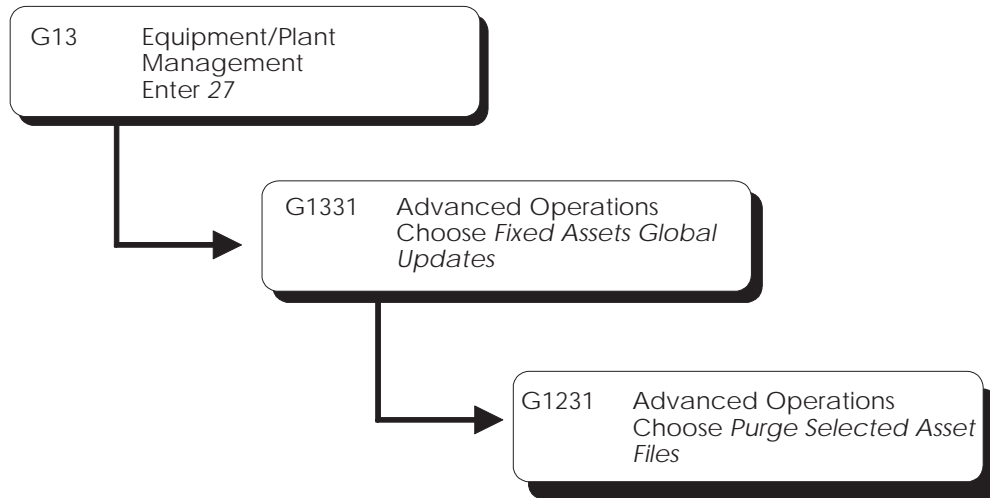 G13 Equipment/Plant
Management
Enter 27
G1331 Advanced Operations
Choose Fixed Assets Global
Updates
G1231 Advanced Operations
Choose Purge Selected Asset
Files